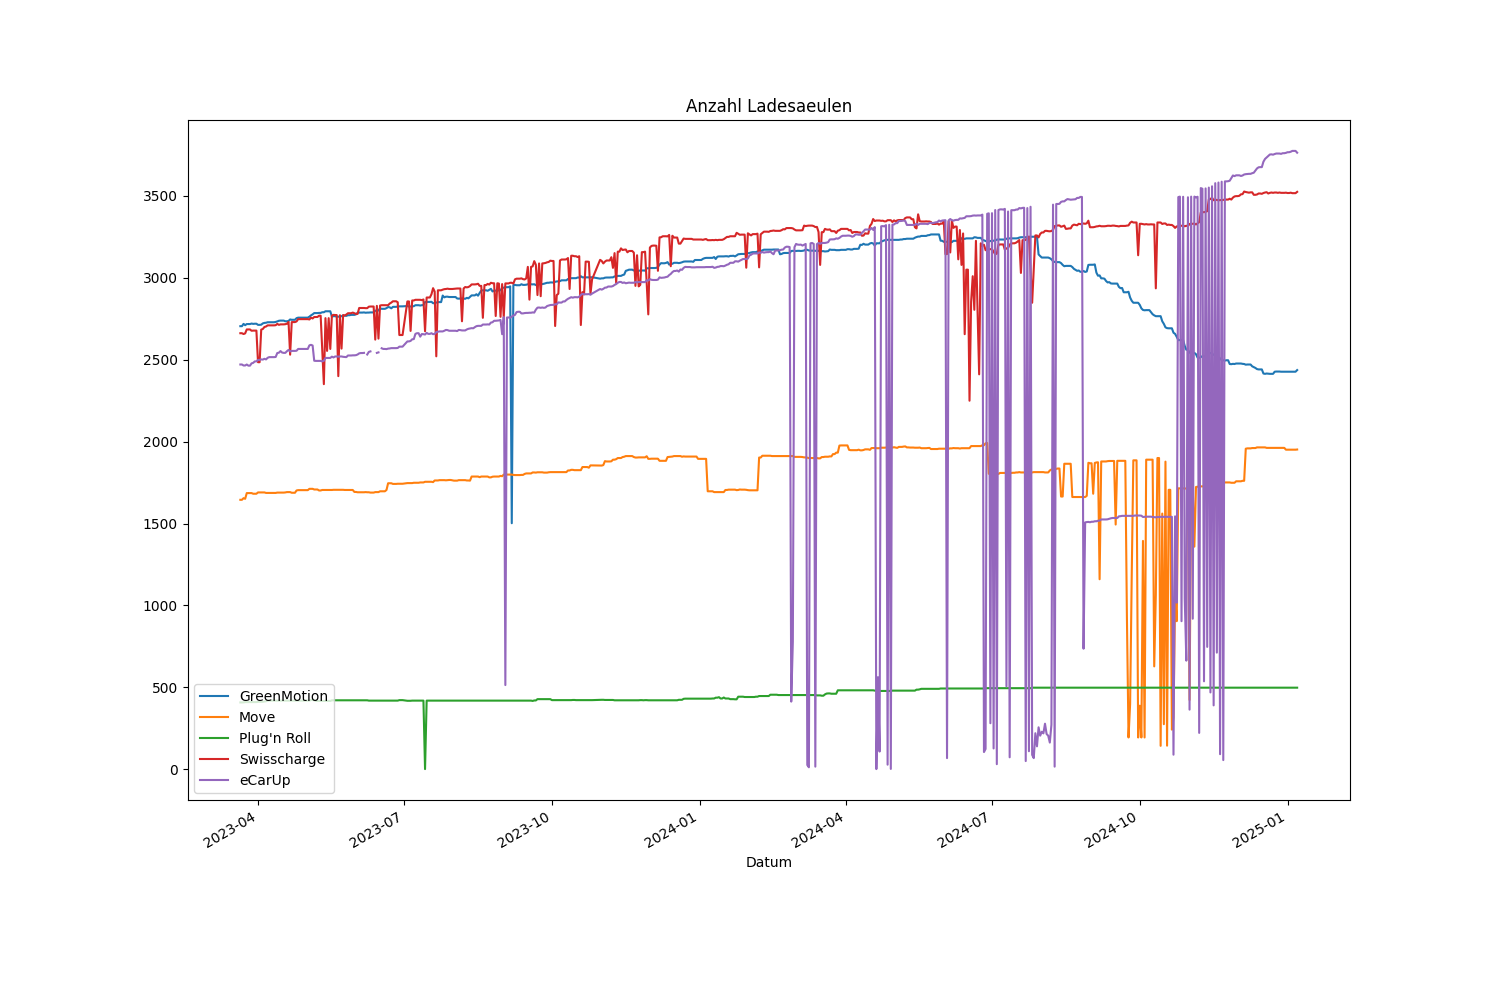 Anzahl Ladesaeulen
3500
3000
2500
2000
1500
1000
500
0
GreenMotion
Move
Plug'n Roll
Swisscharge
eCarUp
2023-04
2023-07
2023-10
2024-01
2024-04
2024-07
2024-10
2025-01
Datum